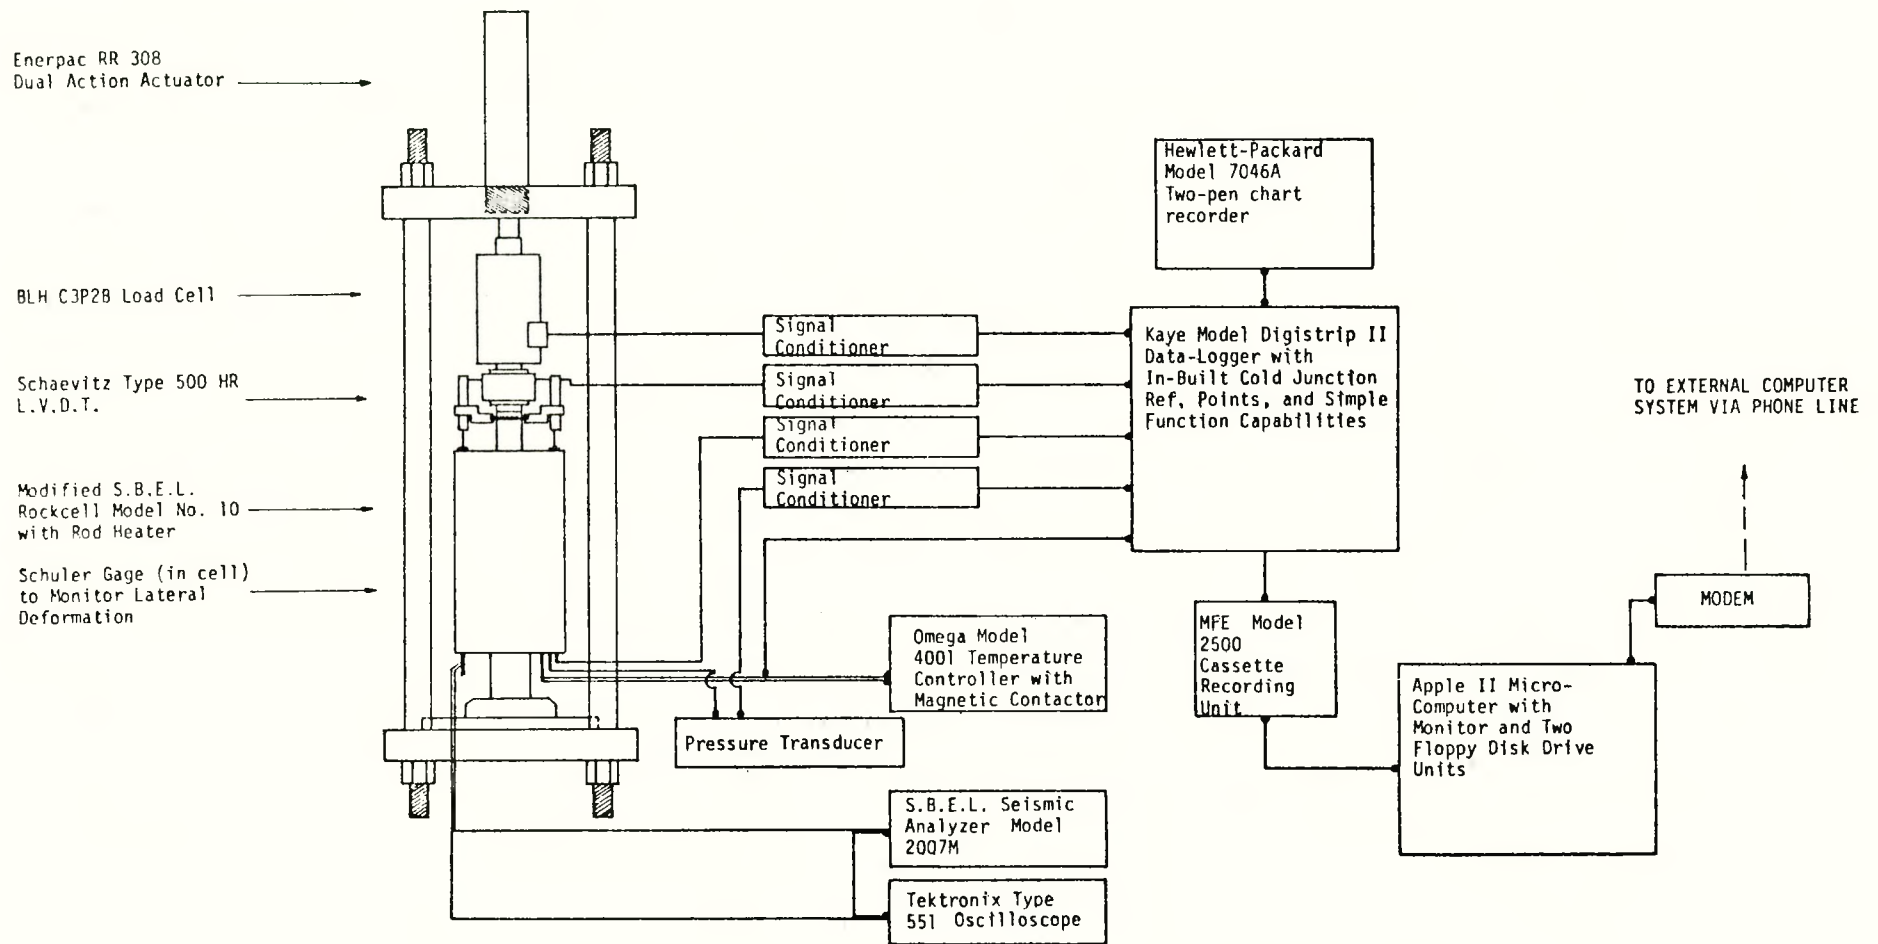 Enerpac RR 308
Dual Action Actuator
BLH C3P2B Load Cell
Schaevitz Type 500 HR
L.V.D.T.
Modified S.B.E.L.
Rockcell Model No. 10
with Rod Heater
Schuler Gage (in cell)
to Monitor Lateral
Deformation
Signal
Conditioner
Signal
Conditioner
Signal
Conditioner
Signal
Conditioner
Hewlett-Packard
Model 7046A
Two-pen chart
recorder
Kaye Model Digistrip II
Data-Logger with
In-Built Cold Junction
Ref, Points, and Simple
Function Capabilities
Omega Model
4001 Temperature
Controller with
Magnetic Contactor
Pressure Transducer
S.B.E.L. Seismic
Analyzer Model
2007M
Tektronix Type
551 Oscilloscope
MFE Model
2500
Cassette
Recording
Unit
Apple II Micro-
Computer with
Monitor and Two
Floppy Disk Drive
Units
MODEM
TO EXTERNAL COMPUTER
SYSTEM VIA PHONE LINE